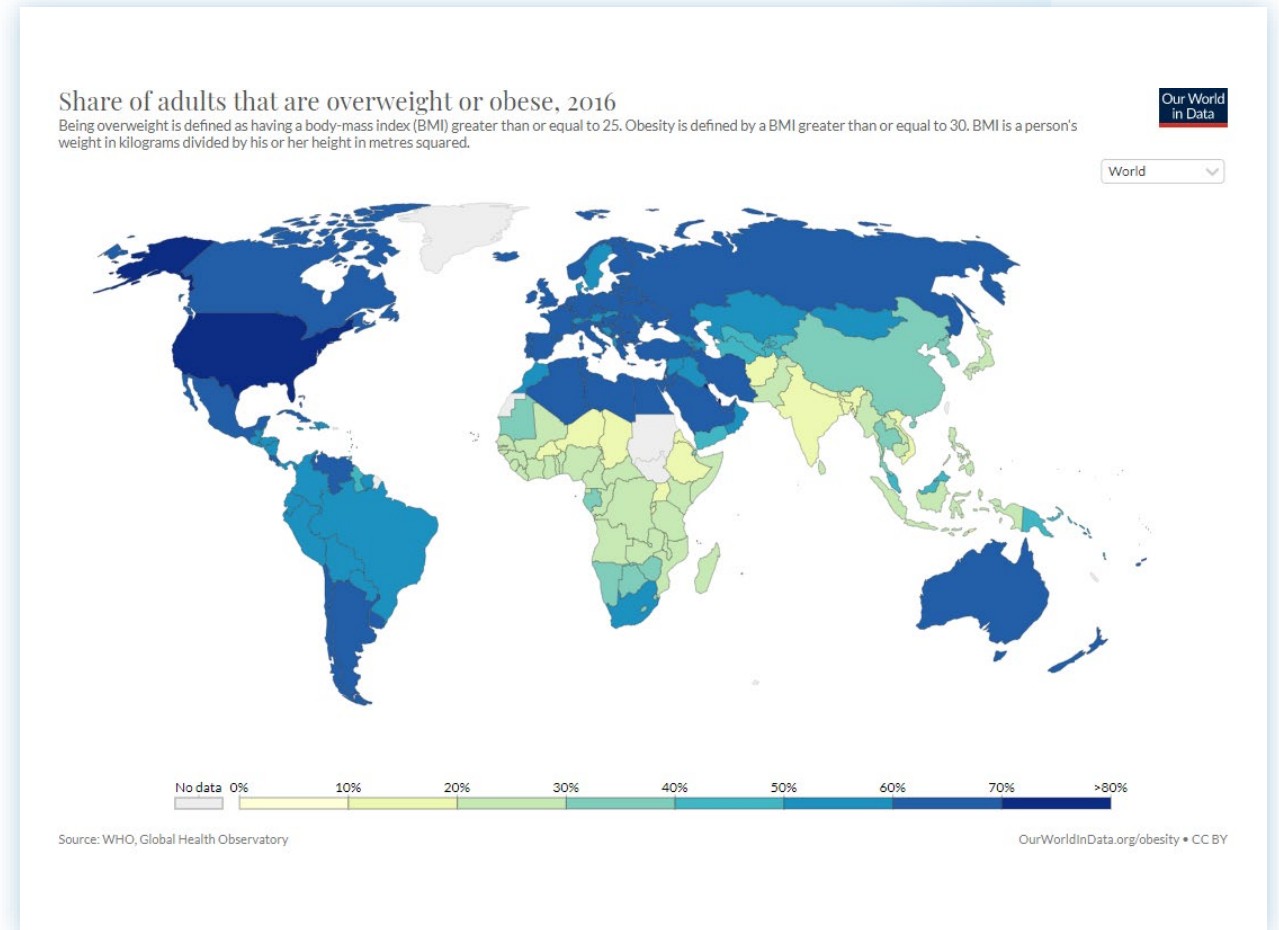 Share of adults that are overweight or obese, 2016
Our World
in Data
Being overweight is defined as having a body-mass index (BMI) greater than or equal to 25. Obesity is defined by a BMI greater than or equal to 30. BMI is a person's
weight in kilograms divided by his or her height in metres squared.
World
No data 0% 10% 20% 30% 40% 50% 60% 70% >80%
Source: WHO, Global Health Observatory
OurWorldInData.org/obesity • CC BY